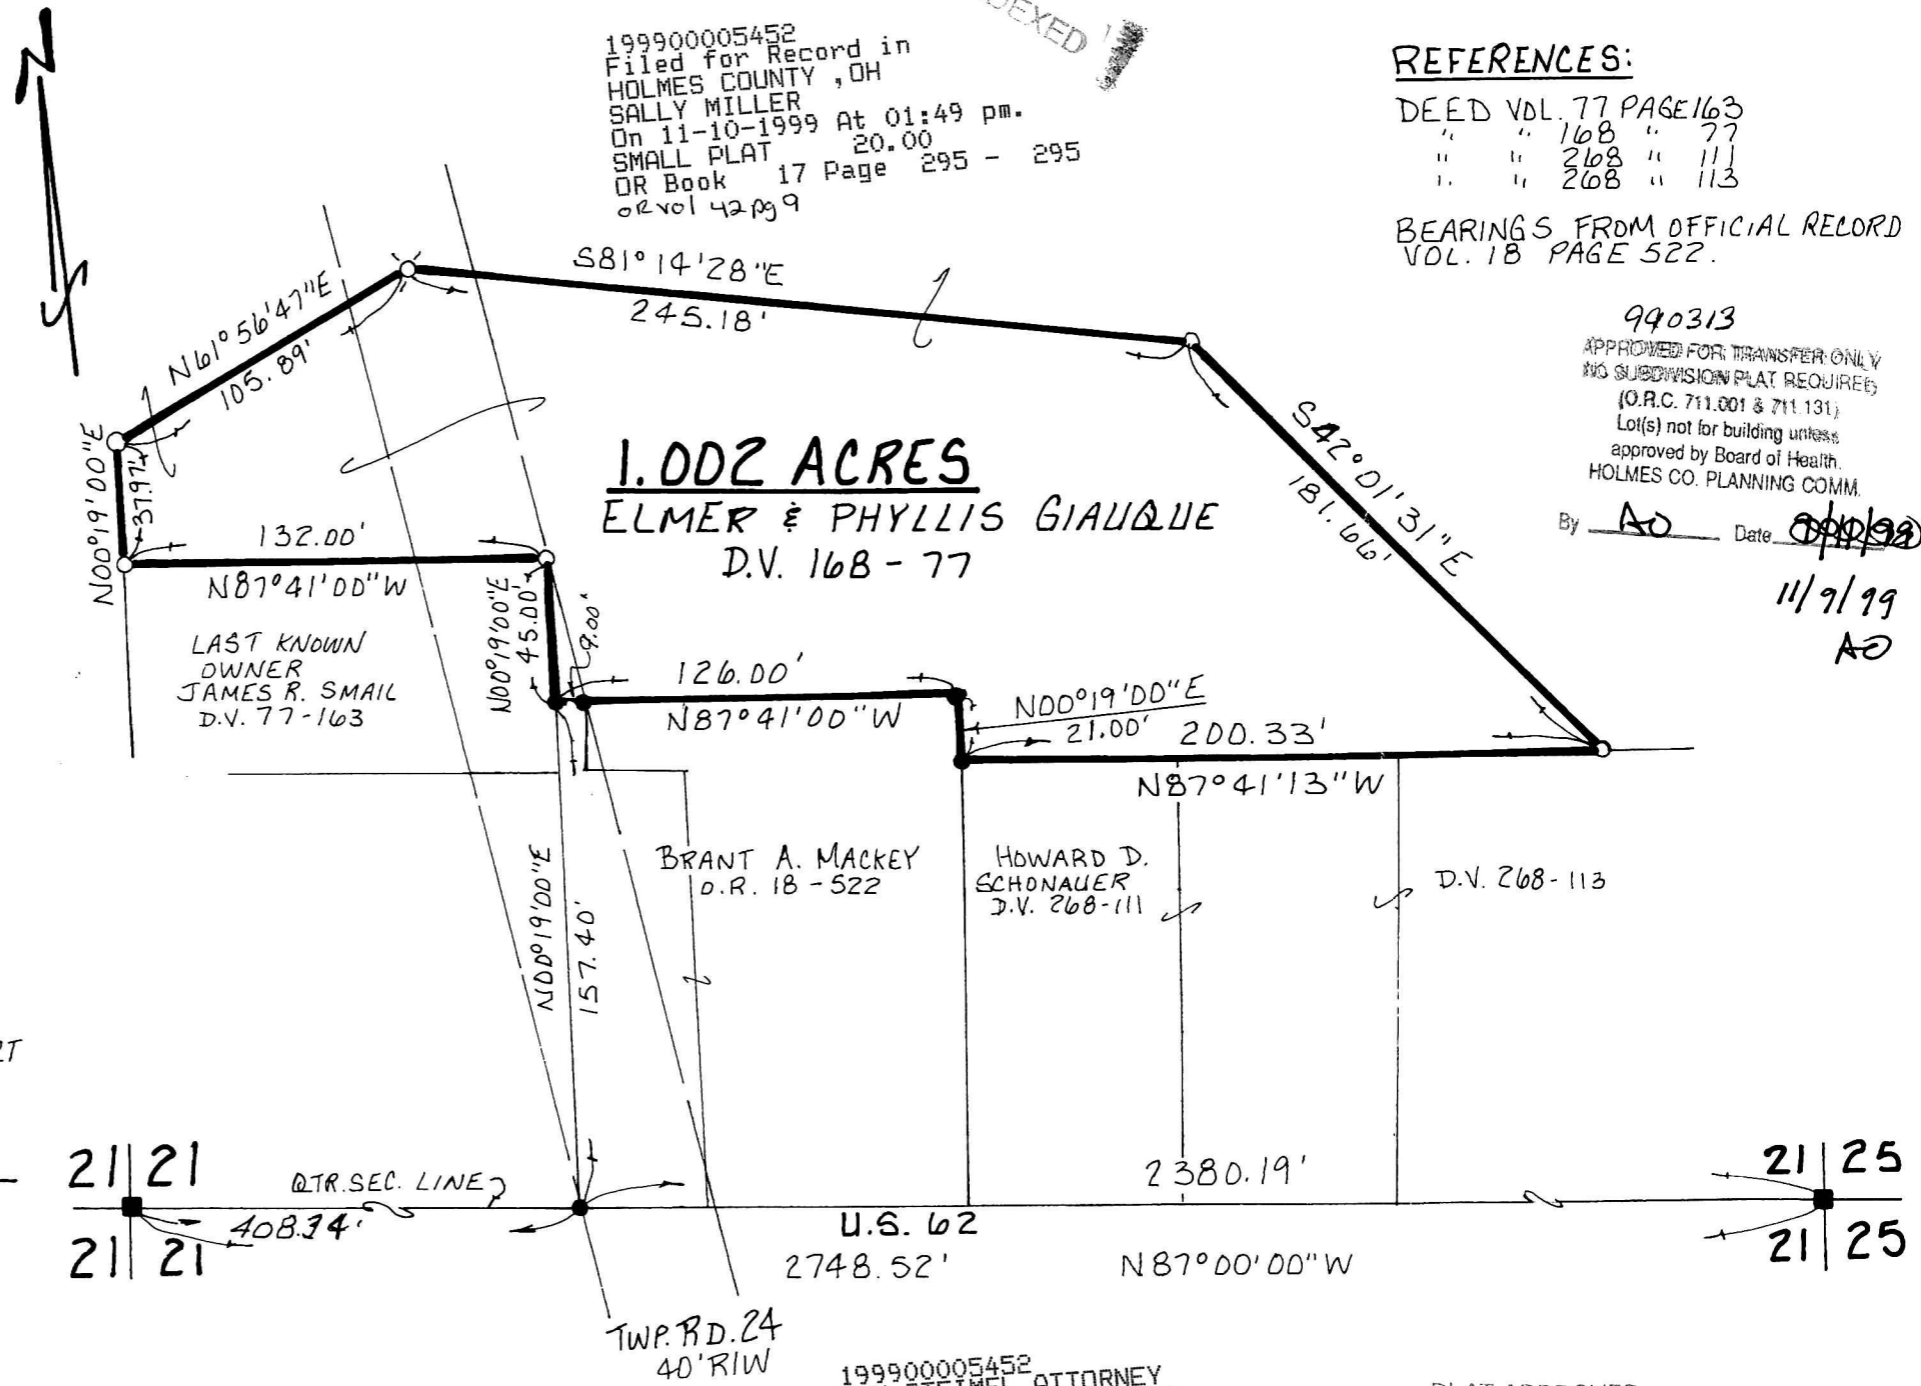 199900005452
Filed for Record in
HOLMES COUNTY , OH
SALLY MILLER
On 11-10-1999 At 01:49 pm.
SMALL PLAT 20.00
OR Book 17 Page 295 - 295
OR Vol 42 pg 9
REFERENCES:
DEED VOL. 77 PAGE 163
" " 168 " 77
" " 268 " 111
" " 268 " 113
BEARINGS FROM OFFICIAL RECORD
VOL. 18 PAGE 522.
990313
APPROVED FOR TRANSFER ONLY
NO SUBDIVISION PLAT REQUIRED
(O.R.C. 711.001 & 711.131)
Lot(s) not for building unless
approved by Board of Health.
HOLMES CO. PLANNING COMM.
By AO Date
11/9/99
AO
S81°14'28"E
245.18'
N61°56'47"E
105.89'
N00°19'00"E
37.97'
132.00'
N87°41'00"W
1.002 ACRES
ELMER & PHYLLIS GIAUQUE
D.V. 168 - 77
S42°01'31"E
181.66'
LAST KNOWN
OWNER
JAMES R. SMAIL
D.V. 77-163
N00°19'00"E
45.00'
9.00'
126.00'
N87°41'00"W
N00°19'00"E
21.00'
200.33'
N87°41'13"W
BRANT A. MACKEY
O.R. 18 - 522
HOWARD D.
SCHONAUER
D.V. 268-111
D.V. 268-113
N00°19'00"E
157.40'
21 21
21 21
QTR. SEC. LINE
2380.19'
U.S. 62
2748.52'
N87°00'00"W
21 25
21 25
TWP. RD. 24
40' R/W
199900005452
ATTORNEY